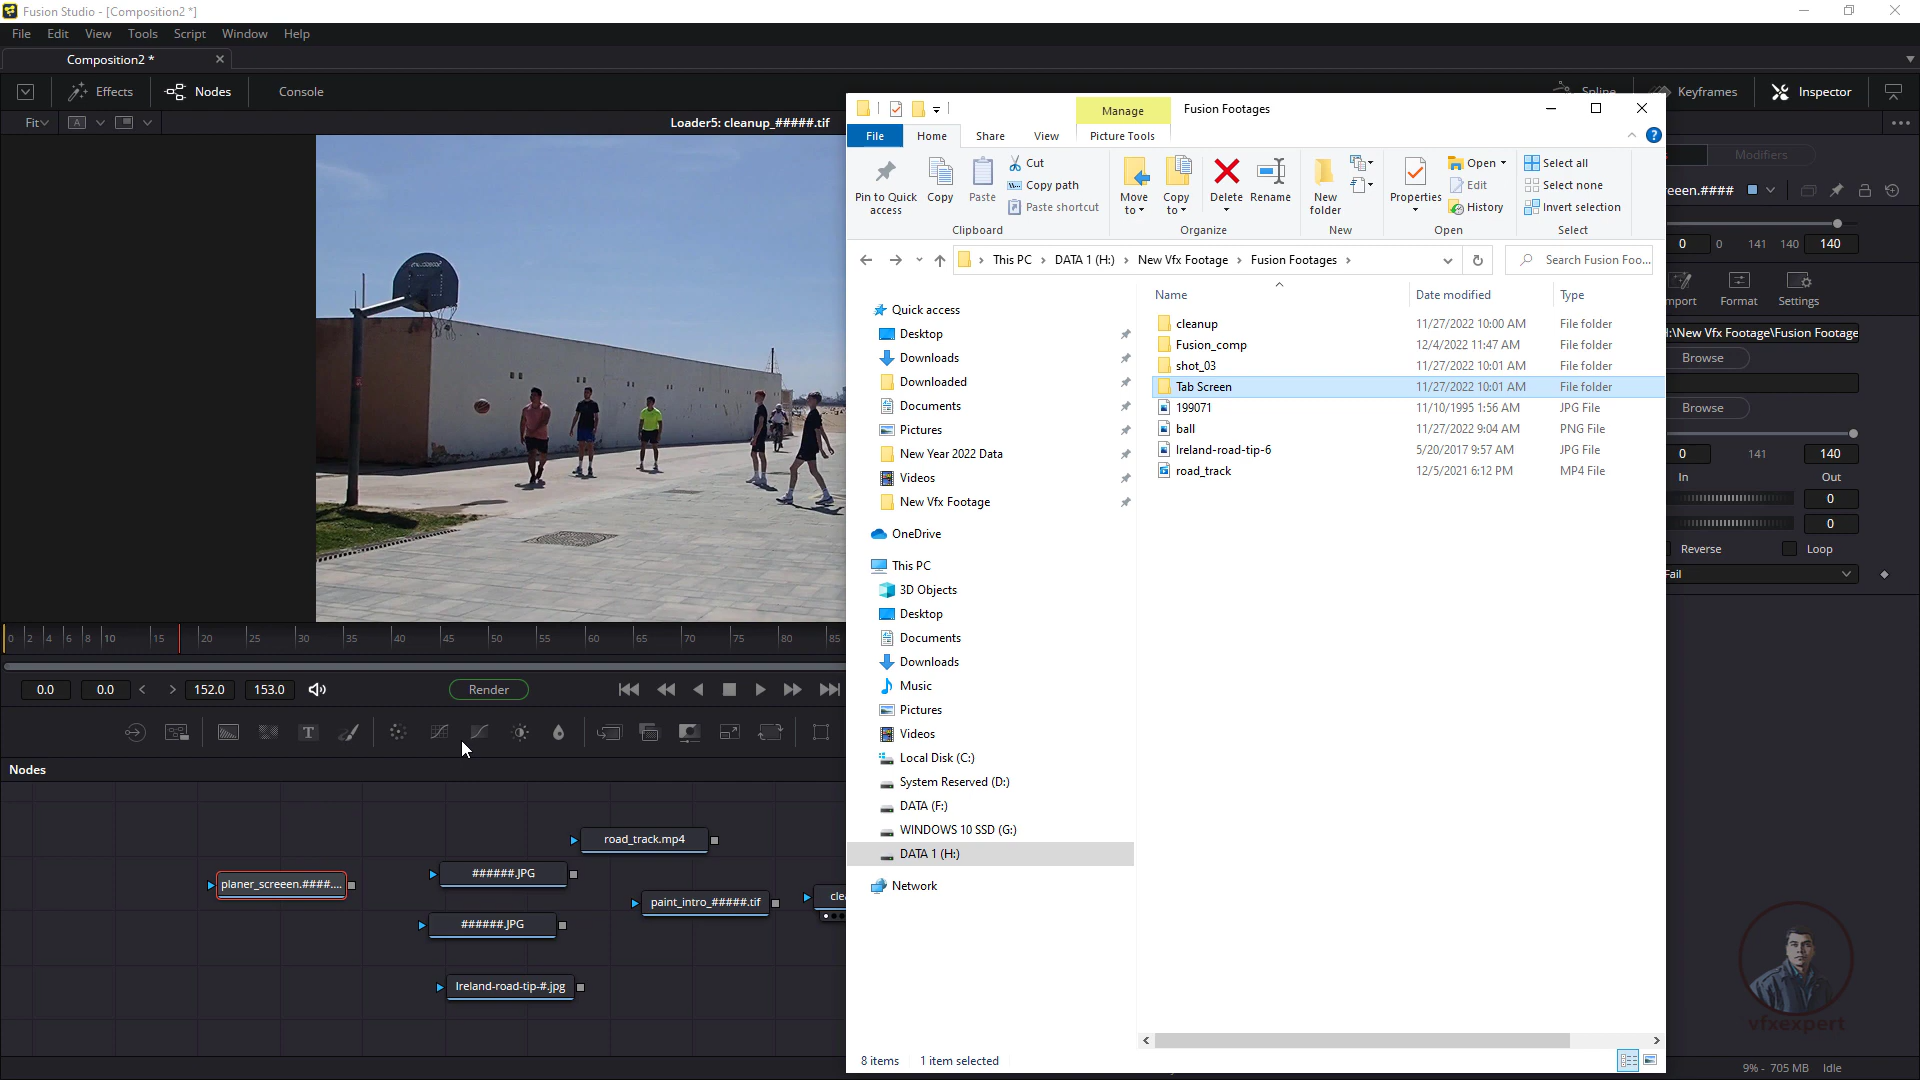 Fusion Studio - [Composition2 *]
File Edit View Tools Script Window Help
Composition2 *
Effects Nodes Console Spline Keyframes Inspector
Fit A Loader5: cleanup_#####.tif
Manage Fusion Footages
File Home Share View Picture Tools
Pin to Quick access
Copy
Paste
Cut
Copy path
Paste shortcut
Clipboard
Move to
Copy to
Delete
Rename
Organize
New folder
New
Properties
Open
Edit
History
Open
Select all
Select none
Invert selection
Select
This PC > DATA 1 (H:) > New Vfx Footage > Fusion Footages >
Search Fusion Foo...
Quick access
Desktop
Downloads
Downloaded
Documents
Pictures
New Year 2022 Data
Videos
New Vfx Footage
OneDrive
This PC
3D Objects
Desktop
Documents
Downloads
Music
Pictures
Videos
Local Disk (C:)
System Reserved (D:)
DATA (F:)
WINDOWS 10 SSD (G:)
DATA 1 (H:)
Network
Name Date modified Type
cleanup 11/27/2022 10:00 AM File folder
Fusion_comp 12/4/2022 11:47 AM File folder
shot_03 11/27/2022 10:01 AM File folder
Tab Screen 11/27/2022 10:01 AM File folder
199071 11/10/1995 1:56 AM JPG File
ball 11/27/2022 9:04 AM PNG File
Ireland-road-tip-6 5/20/2017 9:57 AM JPG File
road_track 12/5/2021 6:12 PM MP4 File
8 items 1 item selected
Modifiers
reeen.####
0 0 141 140 140
mport Format Settings
:\New Vfx Footage\Fusion Footage
Browse
Browse
0 141 140
In Out
0
0
Reverse Loop
Fail
0 2 4 6 8 10 15 20 25 30 35 40 45 50 55 60 65 70 75 80 85
0.0 0.0 < > 152.0 153.0 Render
T
Nodes
road_track.mp4
######.JPG
planer_screeen.####....
paint_intro_#####.tif
clea
######.JPG
Ireland-road-tip-#.jpg
vfxexpert
9% - 705 MB Idle